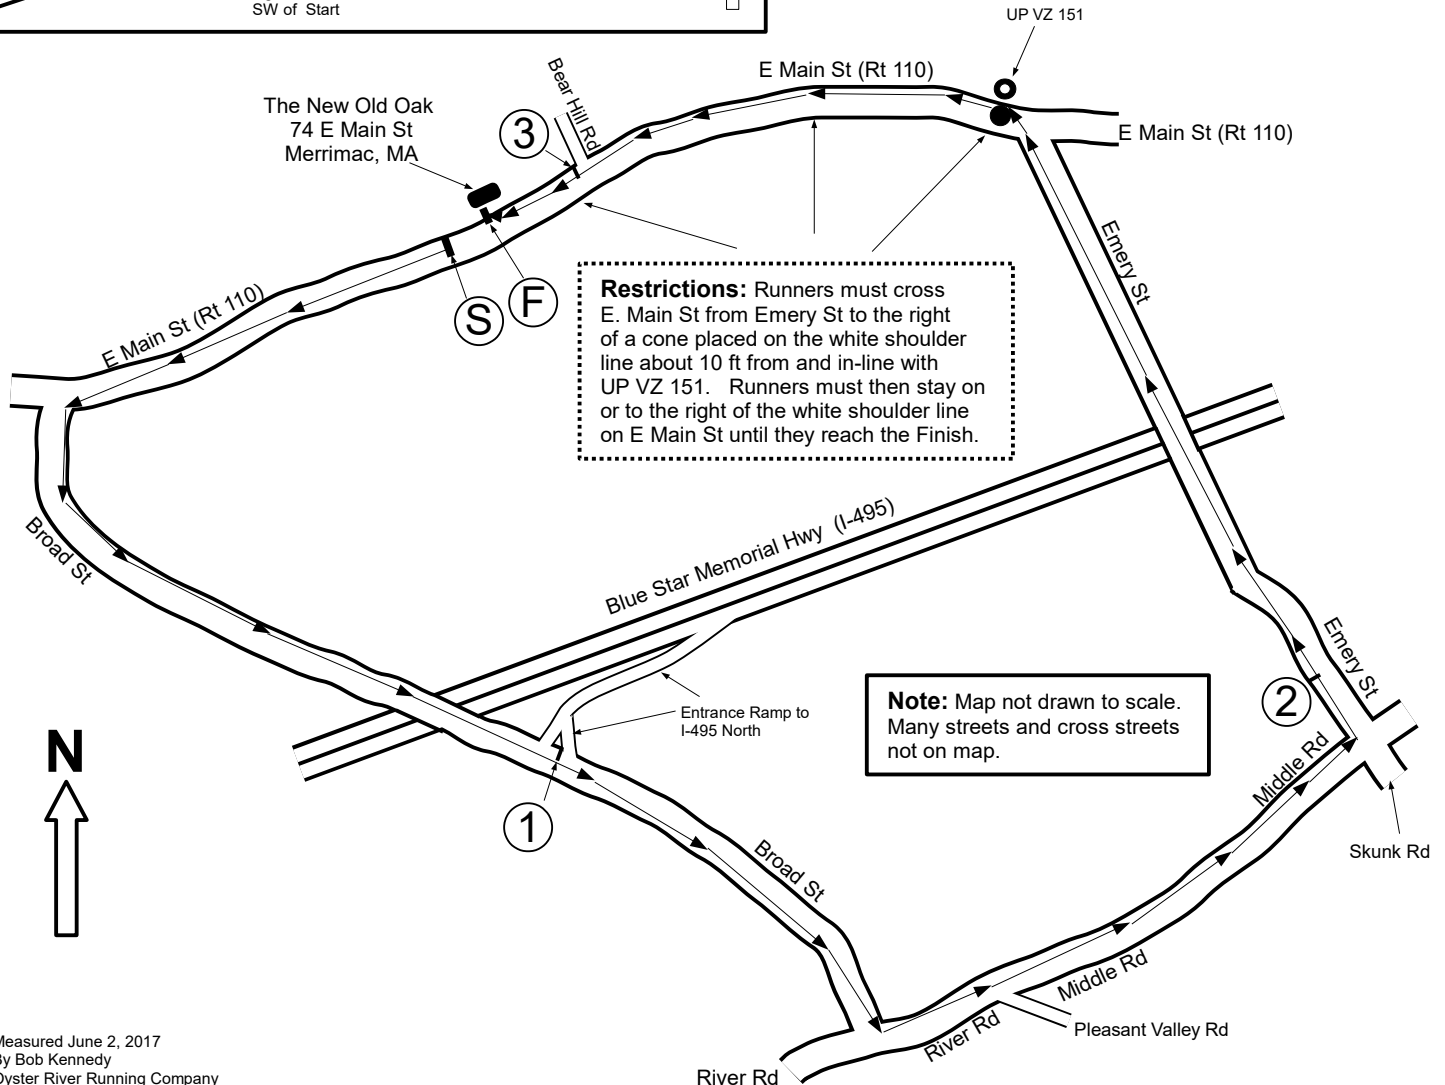 SW of Start
UP VZ 151
E Main St (Rt 110)
Bear Hill Rd
The New Old Oak
74 E Main St
Merrimac, MA
3
E Main St (Rt 110)
Emery St
F
S
E Main St (Rt 110)
Restrictions: Runners must cross
E. Main St from Emery St to the right
of a cone placed on the white shoulder
line about 10 ft from and in-line with
UP VZ 151. Runners must then stay on
or to the right of the white shoulder line
on E Main St until they reach the Finish.
Broad St
Blue Star Memorial Hwy (I-495)
Emery St
Note: Map not drawn to scale.
Many streets and cross streets
not on map.
2
Entrance Ramp to
I-495 North
N
Middle Rd
1
Broad St
Skunk Rd
Middle Rd
River Rd
Pleasant Valley Rd
River Rd
Measured June 2, 2017
By Bob Kennedy
Oyster River Running Company